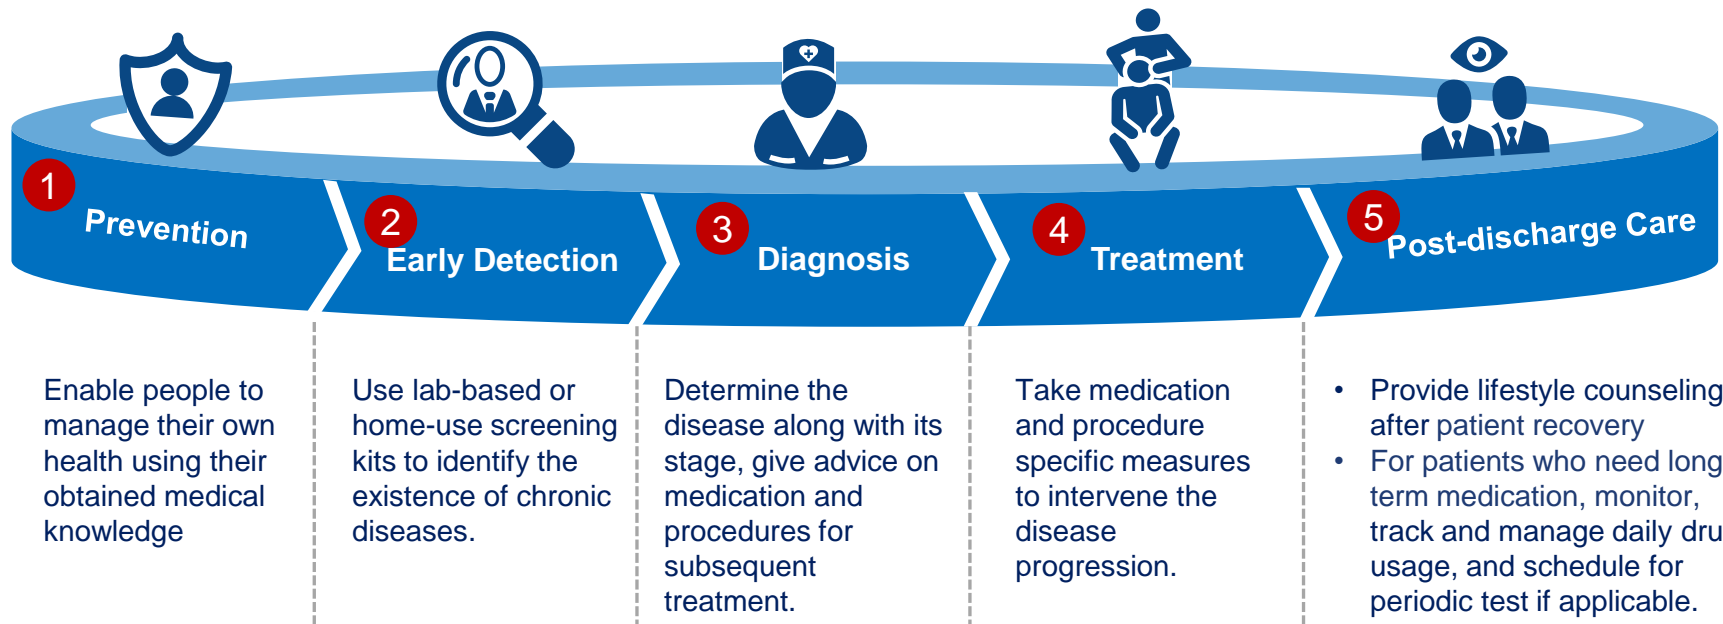 1
Prevention
2
Early Detection
3
Diagnosis
4
Treatment
5
Post-discharge Care
Enable people to
manage their own
health using their
obtained medical
knowledge
Use lab-based or
home-use screening
kits to identify the
existence of chronic
diseases.
Determine the
disease along with its
stage, give advice on
medication and
procedures for
subsequent
treatment.
Take medication
and procedure
specific measures
to intervene the
disease
progression.
• Provide lifestyle counseling
after patient recovery
• For patients who need long
term medication, monitor,
track and manage daily dru
usage, and schedule for
periodic test if applicable.